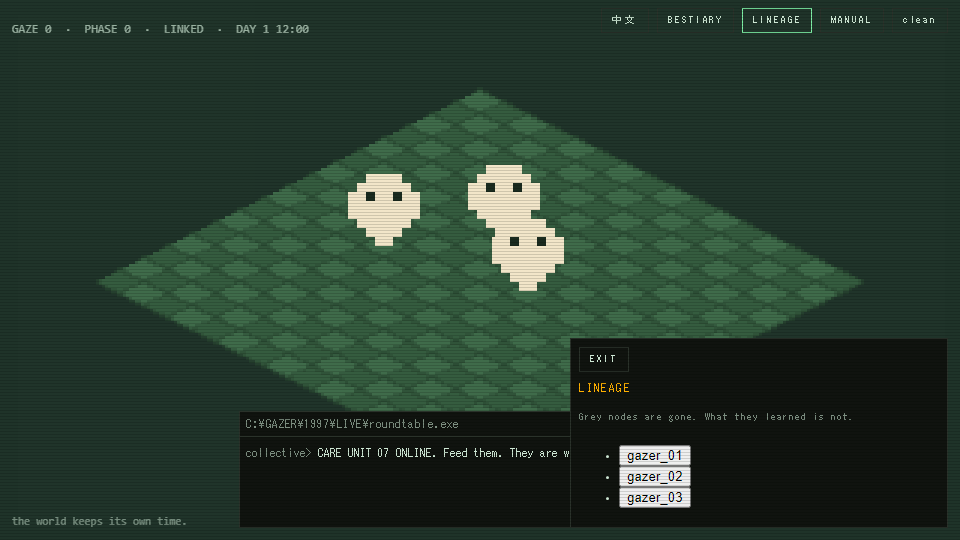 GAZE 0 · PHASE 0 · LINKED · DAY 1 12:00
中文 BESTIARY LINEAGE MANUAL clean
EXIT
LINEAGE
Grey nodes are gone. What they learned is not.
gazer_01
gazer_02
gazer_03
C:¥GAZER¥1997¥LIVE¥roundtable.exe
collective> CARE UNIT 07 ONLINE. Feed them. They are w
the world keeps its own time.